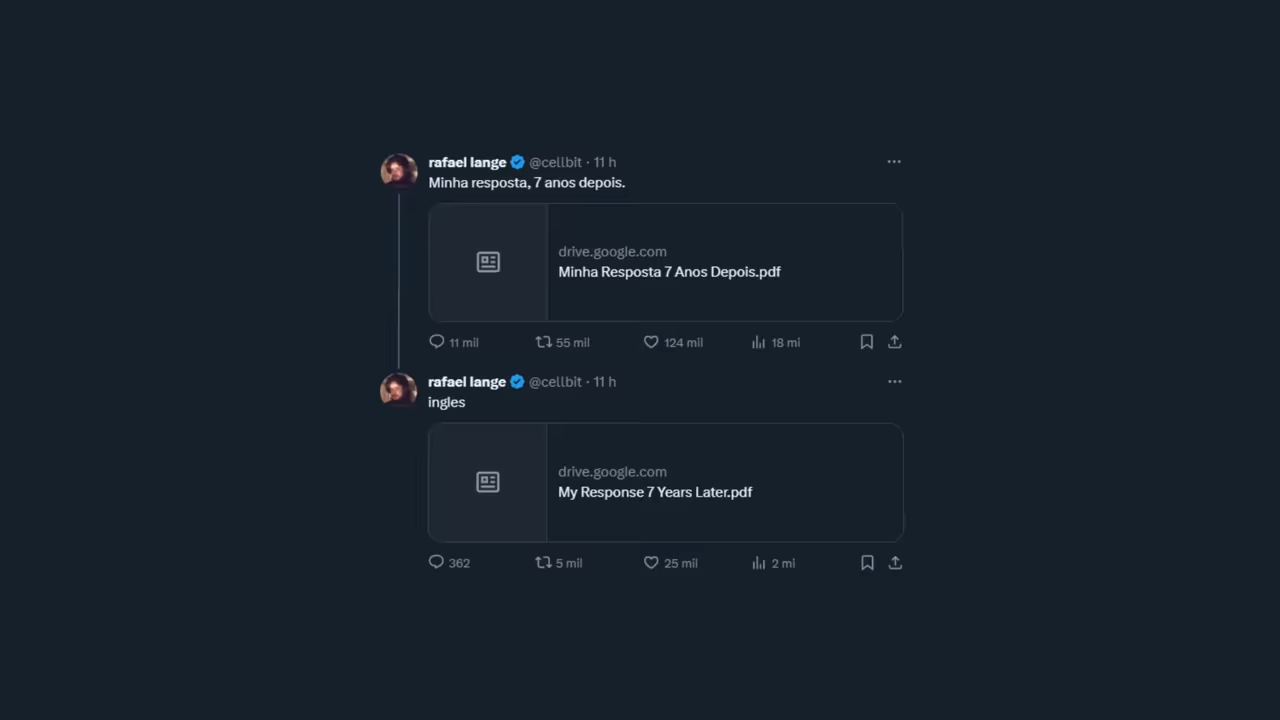 rafael lange @cellbit · 11 h
Minha resposta, 7 anos depois.
drive.google.com
Minha Resposta 7 Anos Depois.pdf
11 mil 55 mil 124 mil 18 mi
rafael lange @cellbit · 11 h
ingles
drive.google.com
My Response 7 Years Later.pdf
362 5 mil 25 mil 2 mi